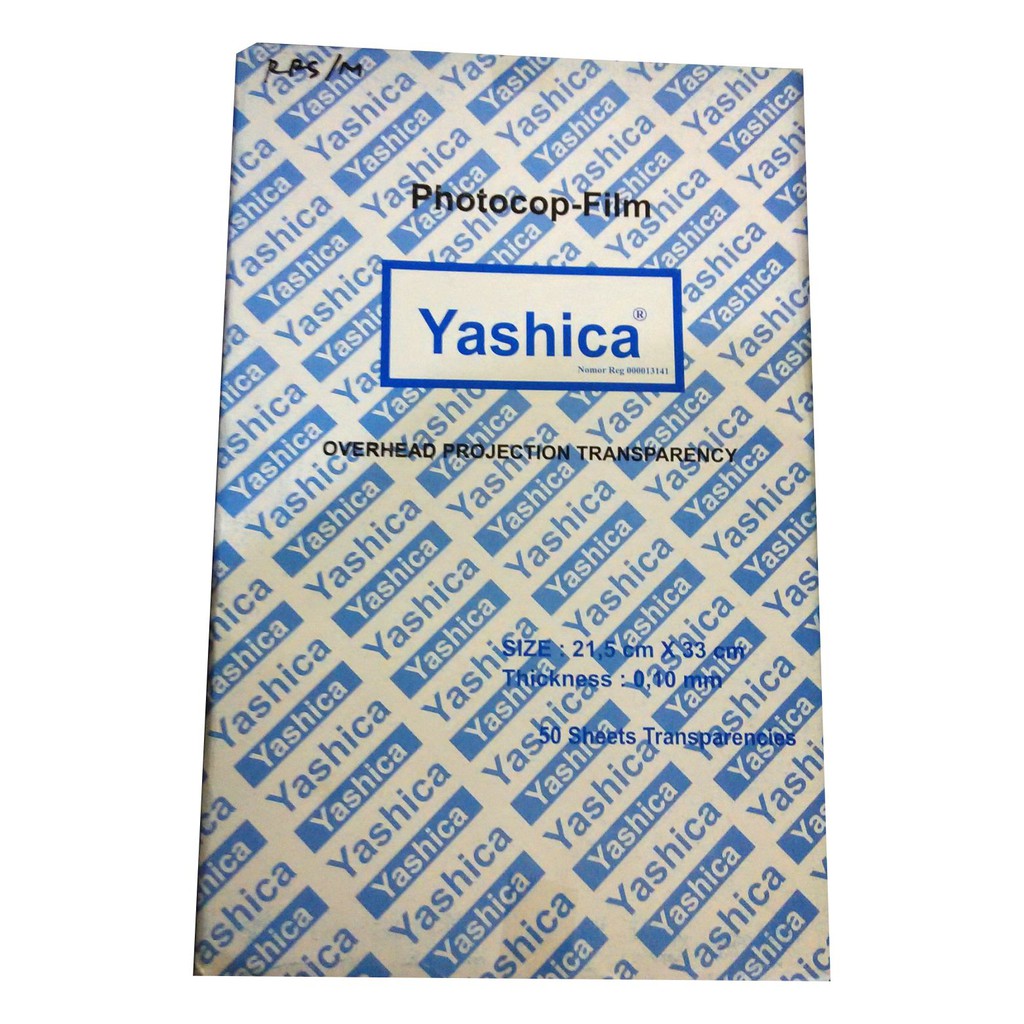 RPS/M
Photocop-Film
Yashica®
Nomor Reg 000013141
OVERHEAD PROJECTION TRANSPARENCY
SIZE : 21,5 cm X 33 cm
Thickness : 0,10 mm
50 Sheets Transparencies